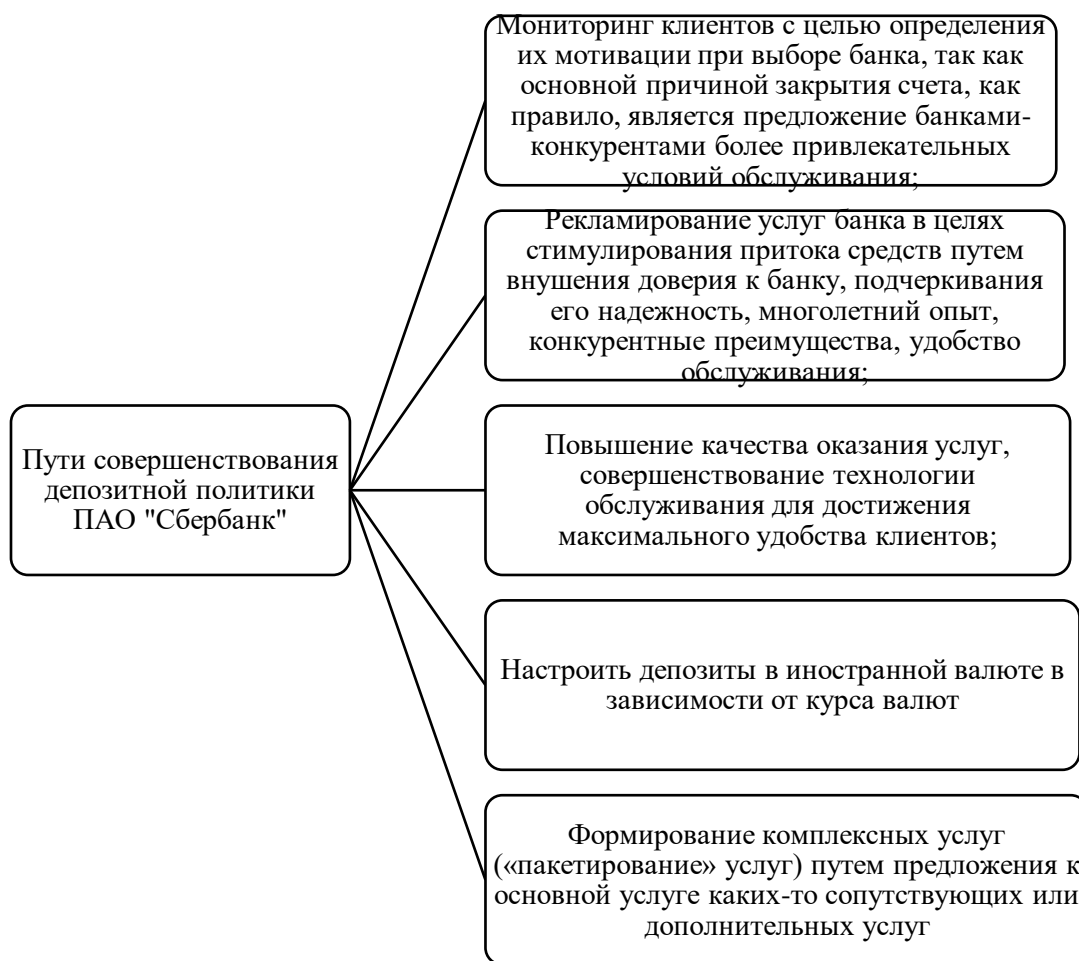 Мониторинг клиентов с целью определения
их мотивации при выборе банка, так как
основной причиной закрытия счета, как
правило, является предложение банками-
конкурентами более привлекательных
условий обслуживания;
Рекламирование услуг банка в целях
стимулирования притока средств путем
внушения доверия к банку, подчеркивания
его надежность, многолетний опыт,
конкурентные преимущества, удобство
обслуживания;
Пути совершенствования
депозитной политики
ПАО "Сбербанк"
Повышение качества оказания услуг,
совершенствование технологии
обслуживания для достижения
максимального удобства клиентов;
Настроить депозиты в иностранной валюте в
зависимости от курса валют
Формирование комплексных услуг
(«пакетирование» услуг) путем предложения к
основной услуге каких-то сопутствующих или
дополнительных услуг